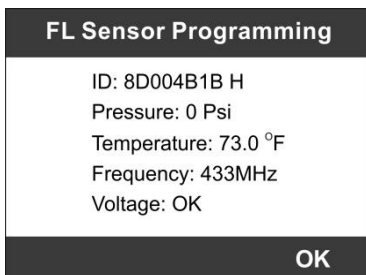 FL Sensor Programming
ID: 8D004B1B H
Pressure: 0 Psi
Temperature: 73.0 °F
Frequency: 433MHz
Voltage: OK
OK